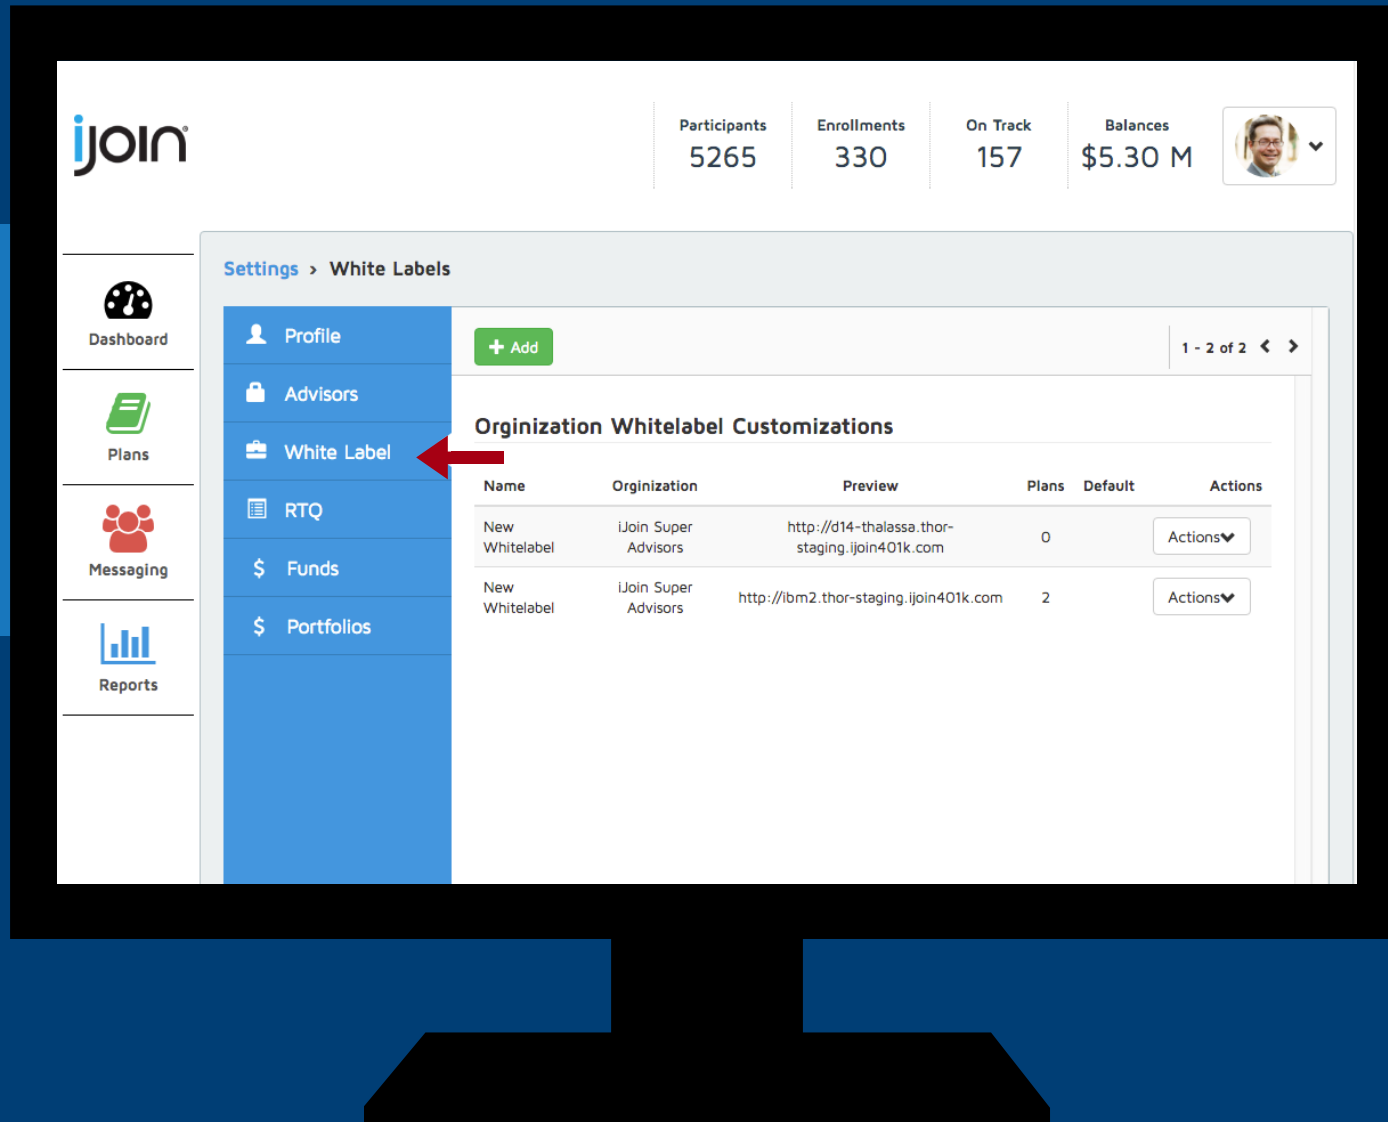 ijoin
Participants
5265
Enrollments
330
On Track
157
Balances
$5.30 M
Dashboard
Plans
Messaging
Reports
Settings > White Labels
Profile
Advisors
White Label
RTQ
$ Funds
$ Portfolios
+ Add
1 - 2 of 2 < >
Orginization Whitelabel Customizations
Name Orginization Preview Plans Default Actions
New
Whitelabel
iJoin Super
Advisors
http://d14-thalassa.thor-
staging.ijoin401k.com
0
Actions
New
Whitelabel
iJoin Super
Advisors
http://ibm2.thor-staging.ijoin401k.com
2
Actions